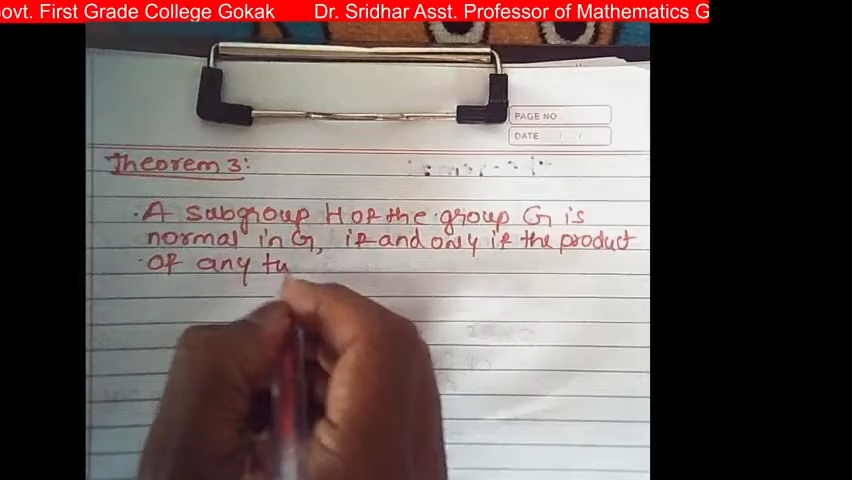 ovt. First Grade College Gokak Dr. Sridhar Asst. Professor of Mathematics G
PAGE NO
DATE / /
Theorem 3:
A subgroup H of the group G is
normal in G, if and only if the product
of any tw